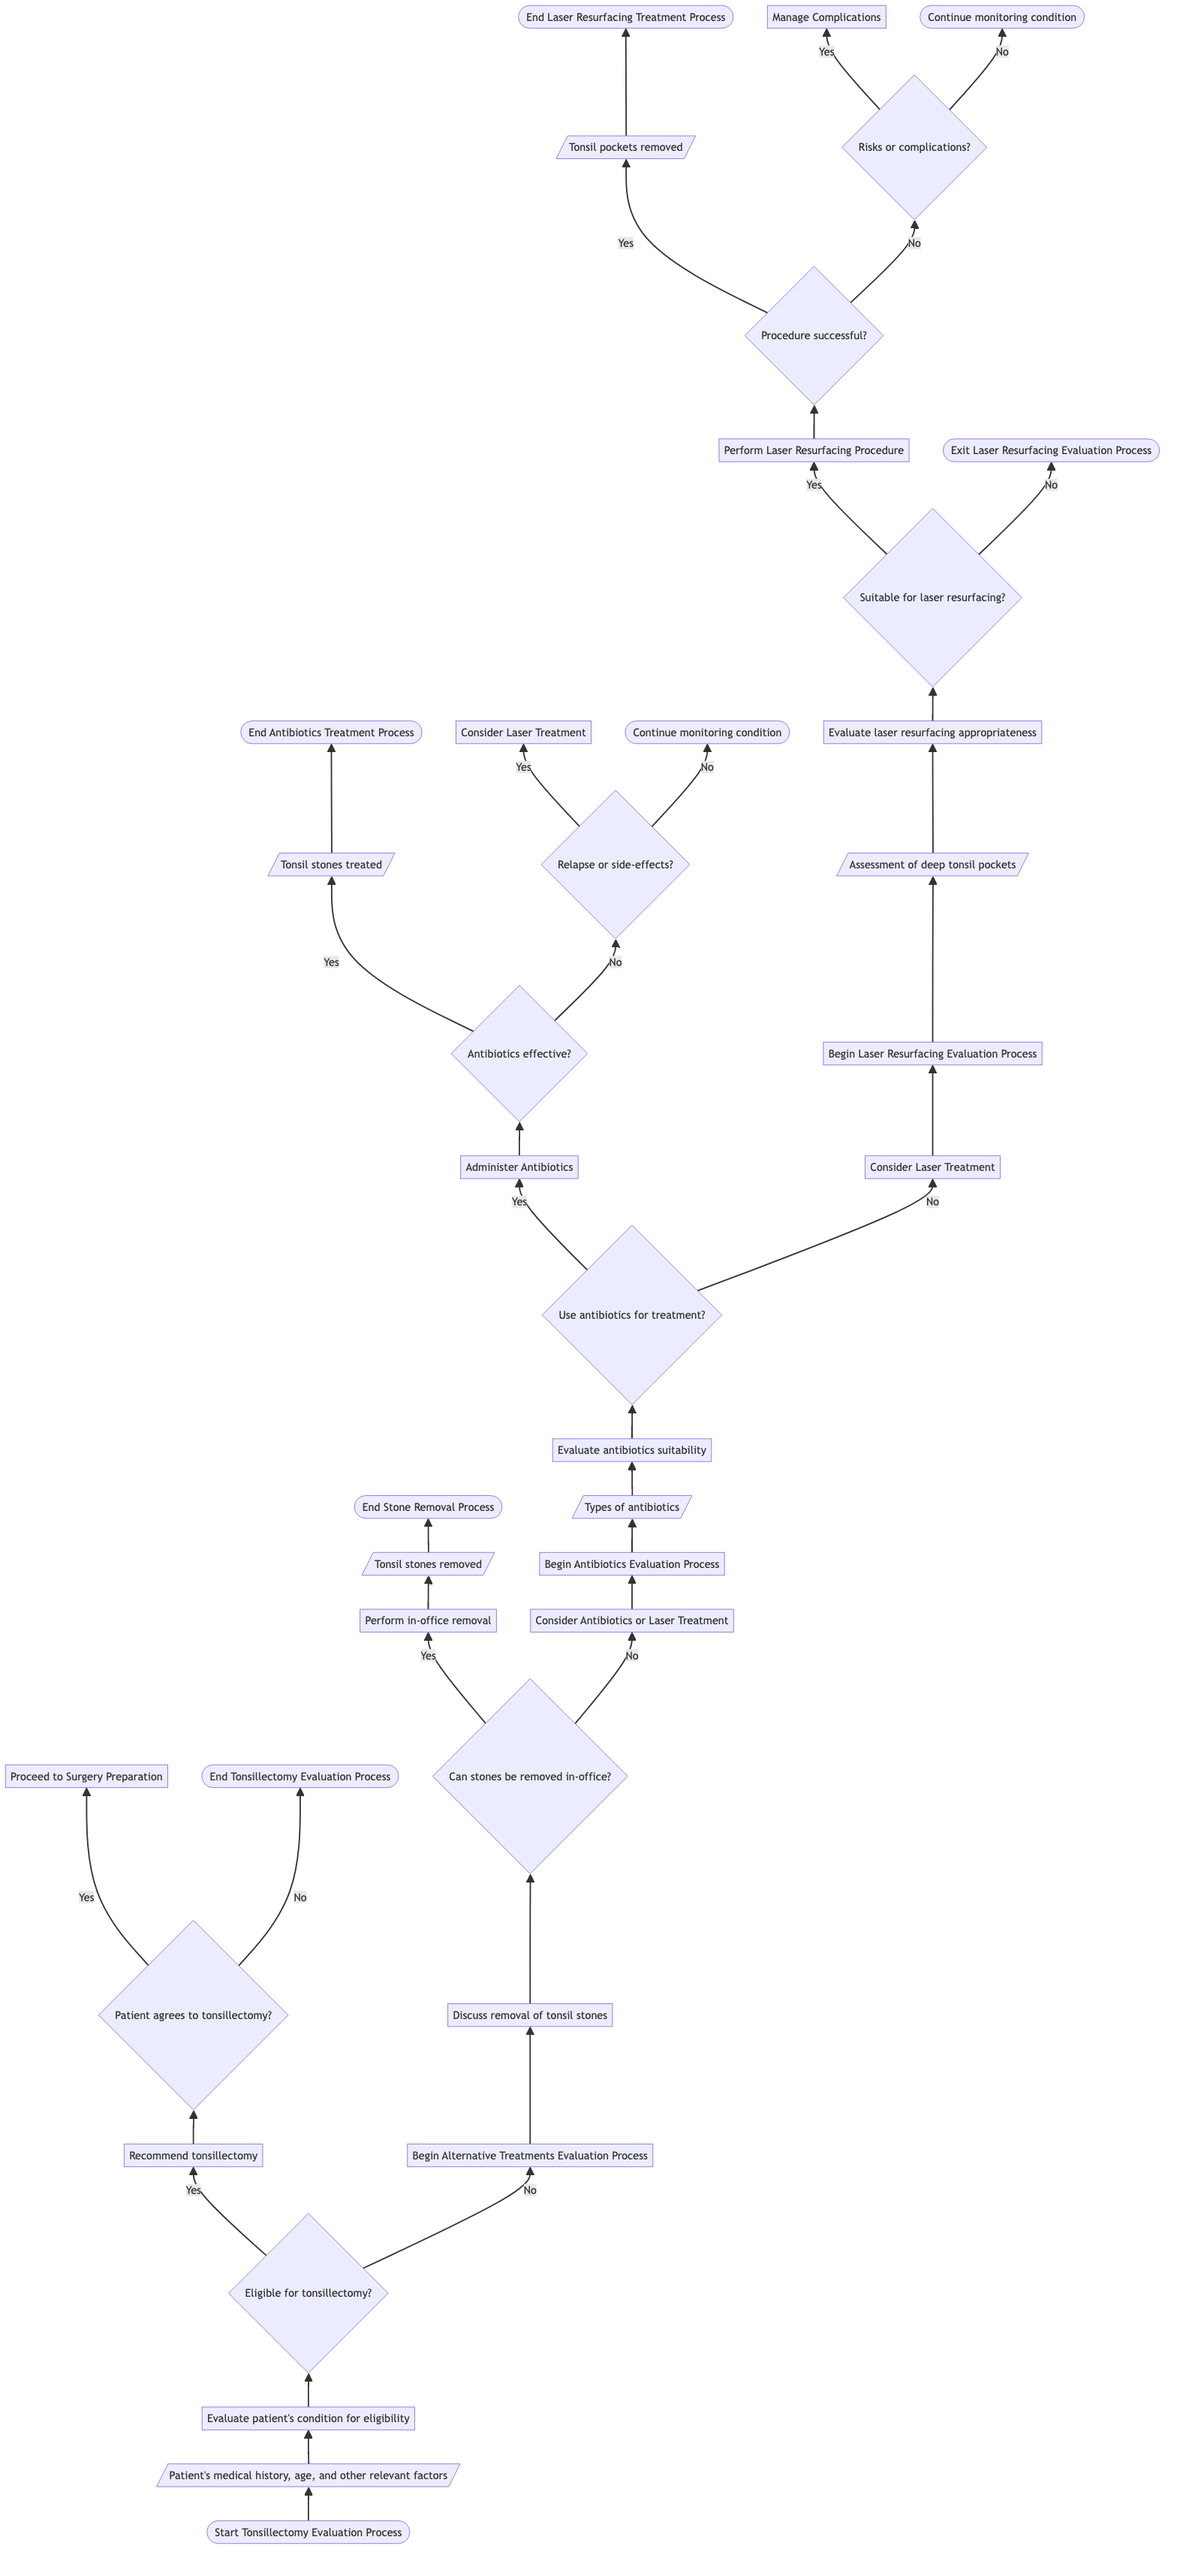 End Laser Resurfacing Treatment Process
Manage Complications
Continue monitoring condition
Yes
No
Tonsil pockets removed
Risks or complications?
Yes
No
Procedure successful?
Perform Laser Resurfacing Procedure
Exit Laser Resurfacing Evaluation Process
Yes
No
Suitable for laser resurfacing?
End Antibiotics Treatment Process
Consider Laser Treatment
Continue monitoring condition
Evaluate laser resurfacing appropriateness
Yes
No
Tonsil stones treated
Relapse or side-effects?
Assessment of deep tonsil pockets
Yes
No
Antibiotics effective?
Begin Laser Resurfacing Evaluation Process
Administer Antibiotics
Consider Laser Treatment
Yes
No
Use antibiotics for treatment?
Evaluate antibiotics suitability
End Stone Removal Process
Types of antibiotics
Tonsil stones removed
Begin Antibiotics Evaluation Process
Perform in-office removal
Consider Antibiotics or Laser Treatment
Yes
No
Proceed to Surgery Preparation
End Tonsillectomy Evaluation Process
Can stones be removed in-office?
Yes
No
Patient agrees to tonsillectomy?
Discuss removal of tonsil stones
Recommend tonsillectomy
Begin Alternative Treatments Evaluation Process
Yes
No
Eligible for tonsillectomy?
Evaluate patient's condition for eligibility
Patient's medical history, age, and other relevant factors
Start Tonsillectomy Evaluation Process